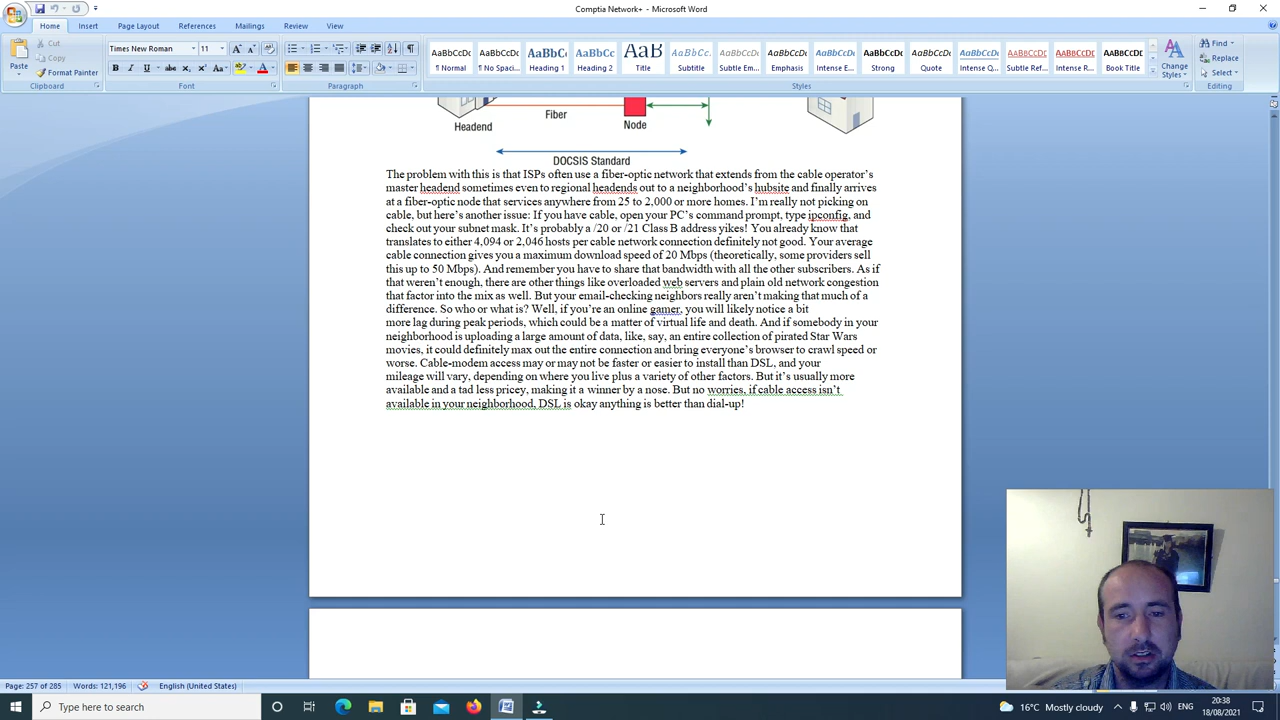 Comptia Network+ - Microsoft Word
Home Insert Page Layout References Mailings Review View
Paste
Cut
Copy
Format Painter
Clipboard
Times New Roman 11
Font
Paragraph
AaBbCcDc AaBbCcDc AaBbC AaBbCc AaB AaBbCc. AaBbCcDc AaBbCcDc AaBbCcDc AaBbCcDc AaBbCcDc AaBbCcDc AaBbCcDc AaBbCcDc AaBbCcDc
¶ Normal ¶ No Spaci... Heading 1 Heading 2 Title Subtitle Subtle Em... Emphasis Intense E... Strong Quote Intense Q... Subtle Ref... Intense R... Book Title
Change Styles
Styles
Find
Replace
Select
Editing
Headend
Fiber
Node
DOCSIS Standard
The problem with this is that ISPs often use a fiber-optic network that extends from the cable operator’s
master headend sometimes even to regional headends out to a neighborhood’s hubsite and finally arrives
at a fiber-optic node that services anywhere from 25 to 2,000 or more homes. I’m really not picking on
cable, but here’s another issue: If you have cable, open your PC’s command prompt, type ipconfig, and
check out your subnet mask. It’s probably a /20 or /21 Class B address yikes! You already know that
translates to either 4,094 or 2,046 hosts per cable network connection definitely not good. Your average
cable connection gives you a maximum download speed of 20 Mbps (theoretically, some providers sell
this up to 50 Mbps). And remember you have to share that bandwidth with all the other subscribers. As if
that weren’t enough, there are other things like overloaded web servers and plain old network congestion
that factor into the mix as well. But your email-checking neighbors really aren’t making that much of a
difference. So who or what is? Well, if you’re an online gamer, you will likely notice a bit
more lag during peak periods, which could be a matter of virtual life and death. And if somebody in your
neighborhood is uploading a large amount of data, like, say, an entire collection of pirated Star Wars
movies, it could definitely max out the entire connection and bring everyone’s browser to crawl speed or
worse. Cable-modem access may or may not be faster or easier to install than DSL, and your
mileage will vary, depending on where you live plus a variety of other factors. But it’s usually more
available and a tad less pricey, making it a winner by a nose. But no worries, if cable access isn’t
available in your neighborhood, DSL is okay anything is better than dial-up!
Page: 257 of 285 Words: 121,196 English (United States)
Type here to search
16°C Mostly cloudy ENG
20:38
18/08/2021